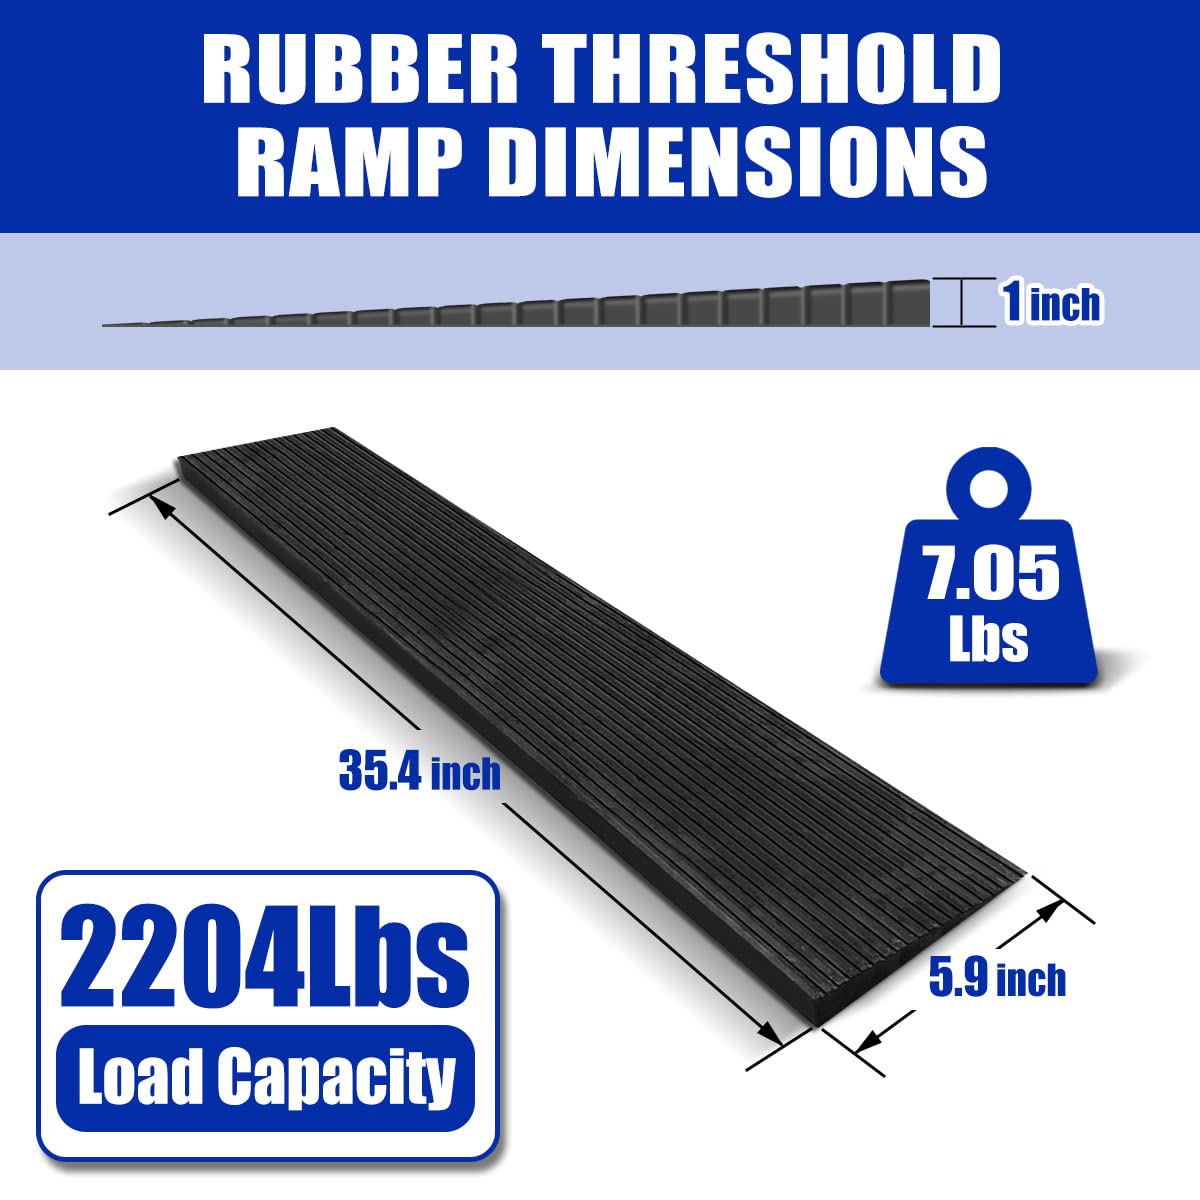 RUBBER THRESHOLD
RAMP DIMENSIONS
1 inch
7.05
Lbs
35.4 inch
5.9 inch
2204Lbs
Load Capacity